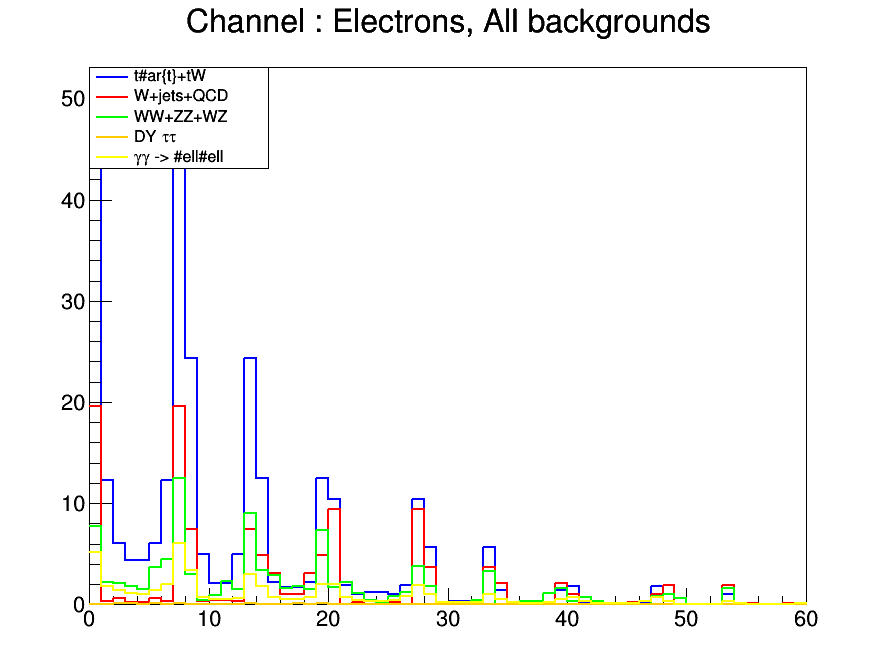 Channel : Electrons, All backgrounds
t#ar{t}+tW
W+jets+QCD
WW+ZZ+WZ
DY ττ
γγ -> #ell#ell
50
40
30
20
10
0
0 10 20 30 40 50 60